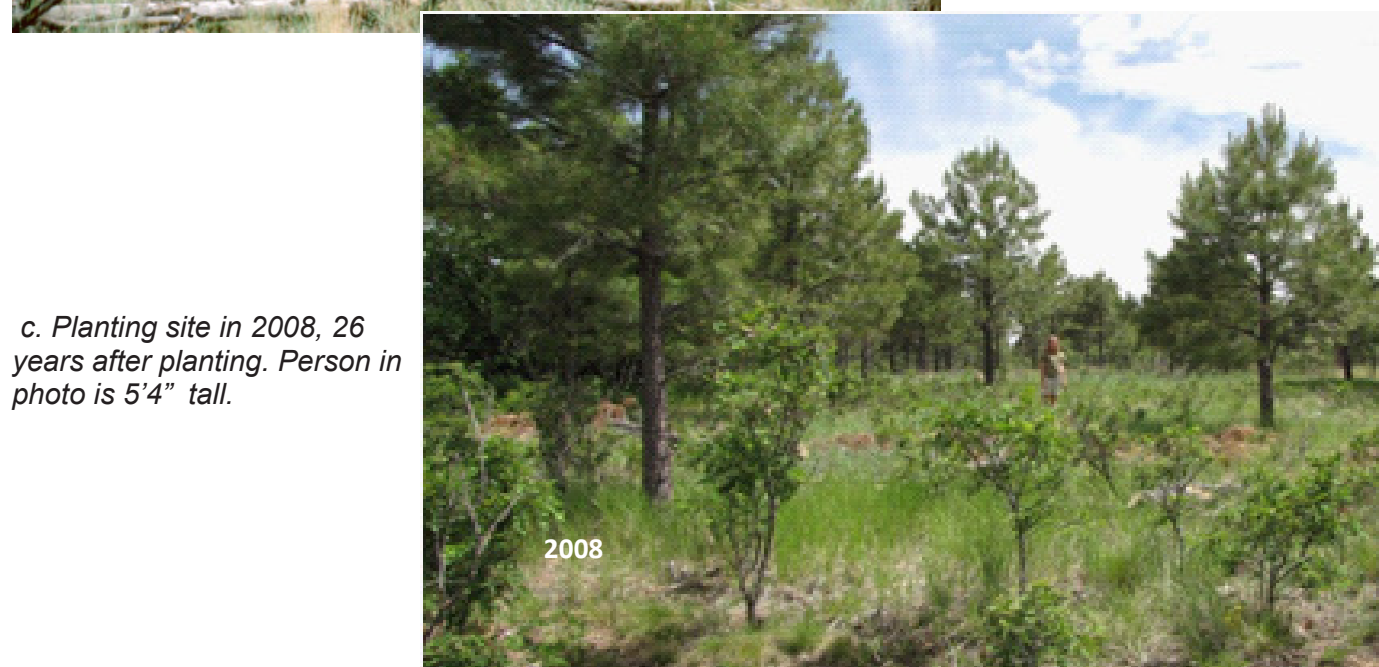 c. Planting site in 2008, 26
years after planting. Person in
photo is 5’4” tall.
2008